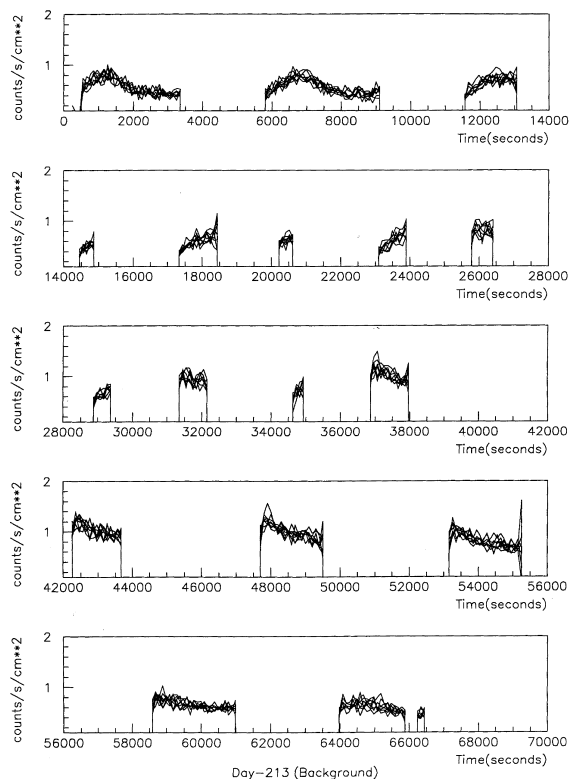 counts/s/cm**2
2
1
0 2000 4000 6000 8000 10000 12000 14000
Time(seconds)
counts/s/cm**2
2
1
14000 16000 18000 20000 22000 24000 26000 28000
Time(seconds)
counts/s/cm**2
2
1
28000 30000 32000 34000 36000 38000 40000 42000
Time(seconds)
counts/s/cm**2
2
1
42000 44000 46000 48000 50000 52000 54000 56000
Time(seconds)
counts/s/cm**2
2
1
56000 58000 60000 62000 64000 66000 68000 70000
Time(seconds)
Day-213 (Background)